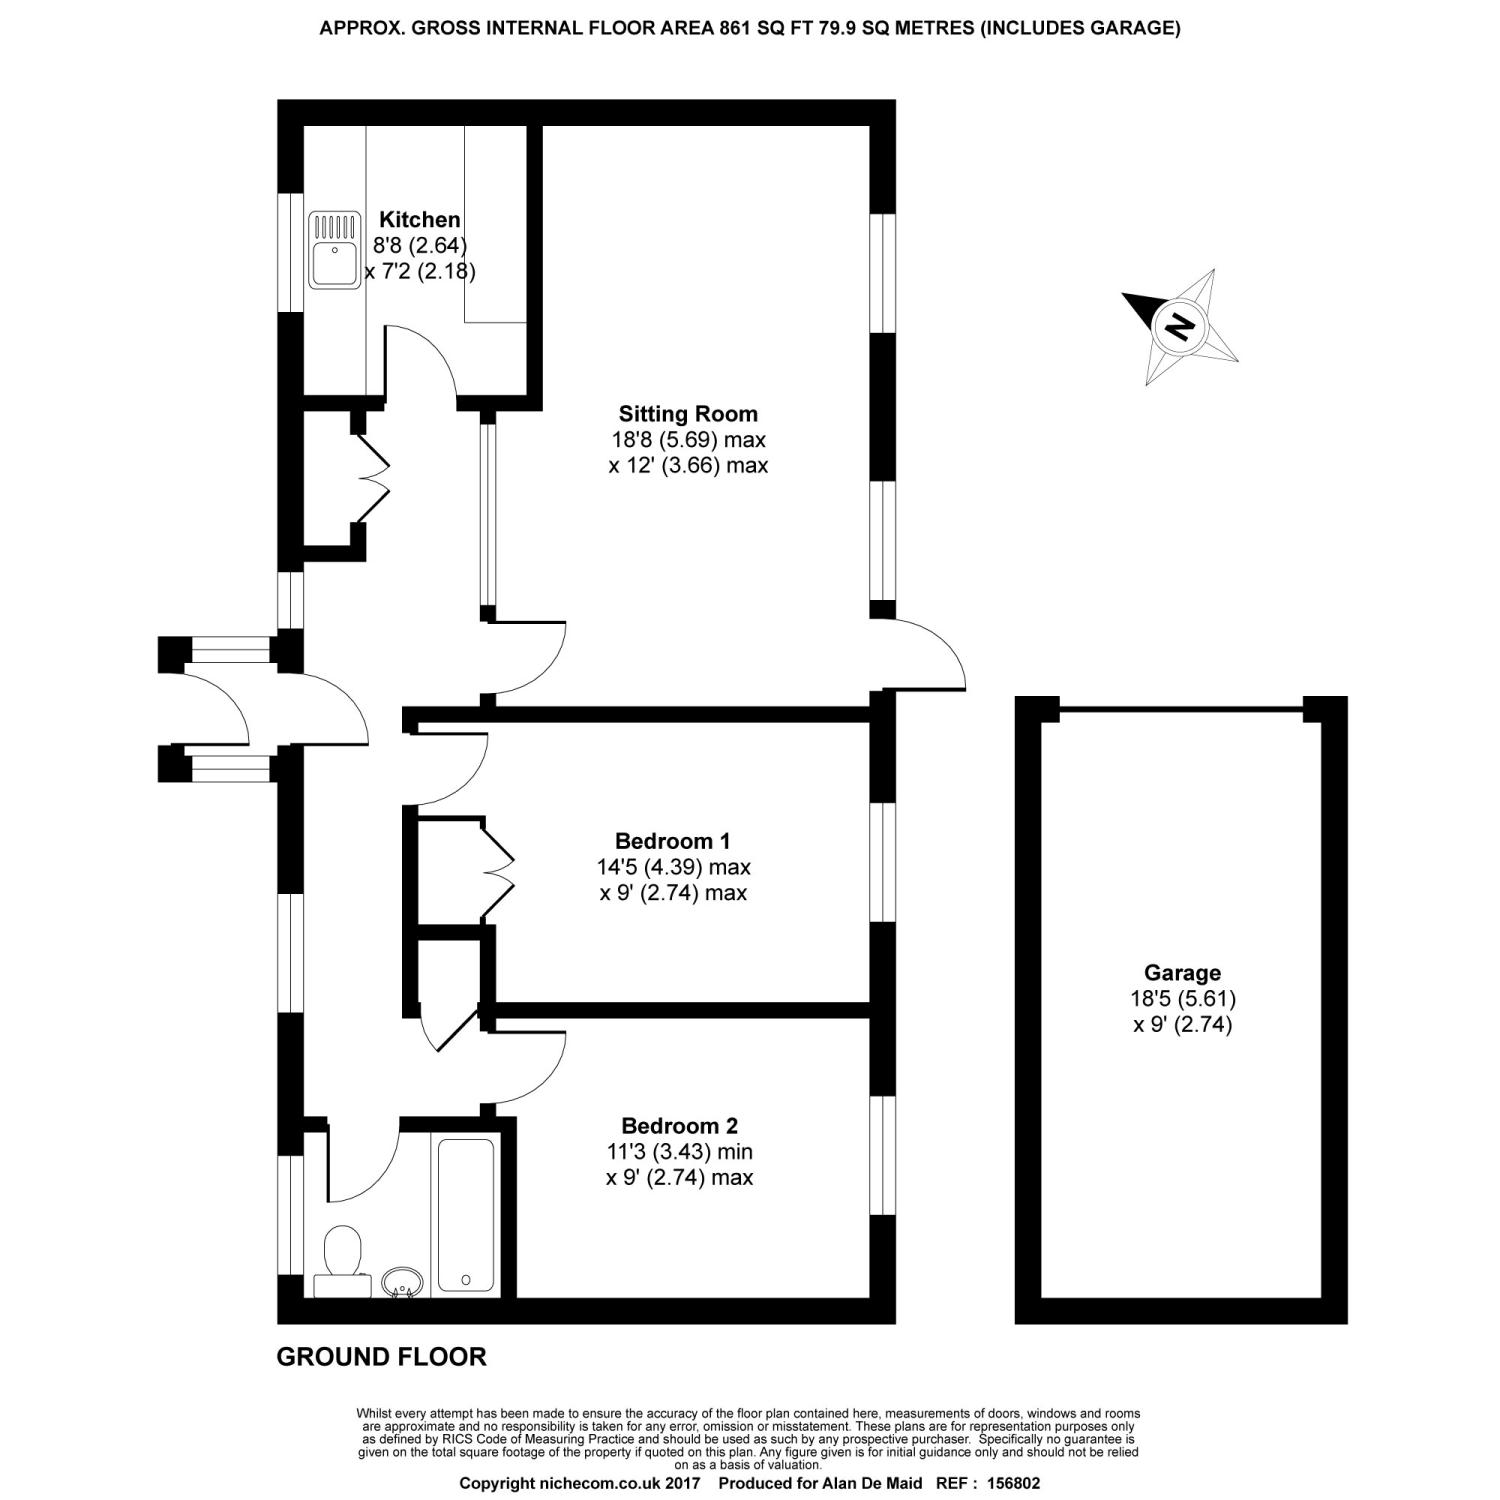 APPROX. GROSS INTERNAL FLOOR AREA 861 SQ FT 79.9 SQ METRES (INCLUDES GARAGE)
Kitchen
8'8 (2.64)
x 7'2 (2.18)
N
Sitting Room
18'8 (5.69) max
x 12' (3.66) max
Bedroom 1
14'5 (4.39) max
x 9' (2.74) max
Garage
18'5 (5.61)
x 9' (2.74)
Bedroom 2
11'3 (3.43) min
x 9' (2.74) max
GROUND FLOOR
Whilst every attempt has been made to ensure the accuracy of the floor plan contained here, measurements of doors, windows and rooms
are approximate and no responsibility is taken for any error, omission or misstatement. These plans are for representation purposes only
as defined by RICS Code of Measuring Practice and should be used as such by any prospective purchaser. Specifically no guarantee is
given on the total square footage of the property if quoted on this plan. Any figure given is for initial guidance only and should not be relied
on as a basis of valuation.
Copyright nichecom.co.uk 2017 Produced for Alan De Maid REF : 156802